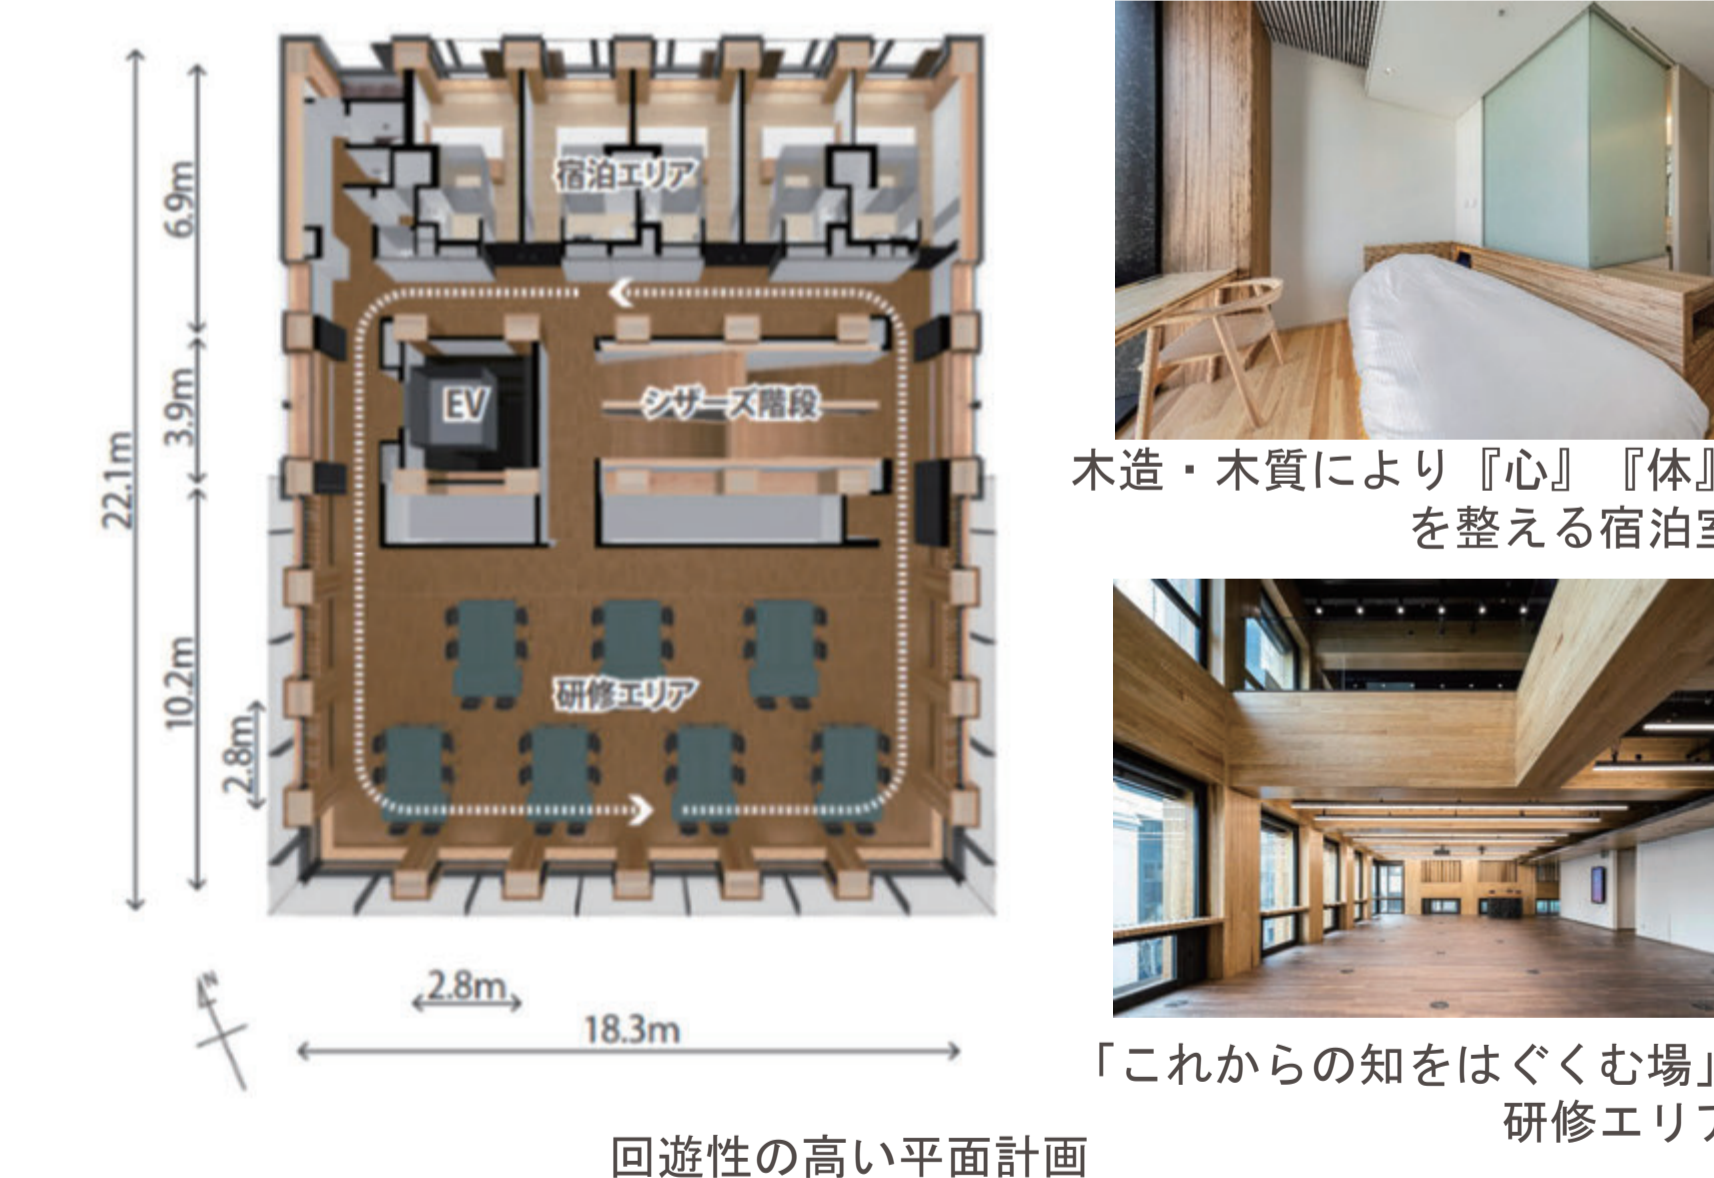 宿泊エリア
6.9m
3.9m
22.1m
EV
シザーズ階段
10.2m
研修エリア
2.8m
N
2.8m
18.3m
回遊性の高い平面計画
木造・木質により『心』『体』
を整える宿泊室
「これからの知をはぐくむ場」
研修エリア